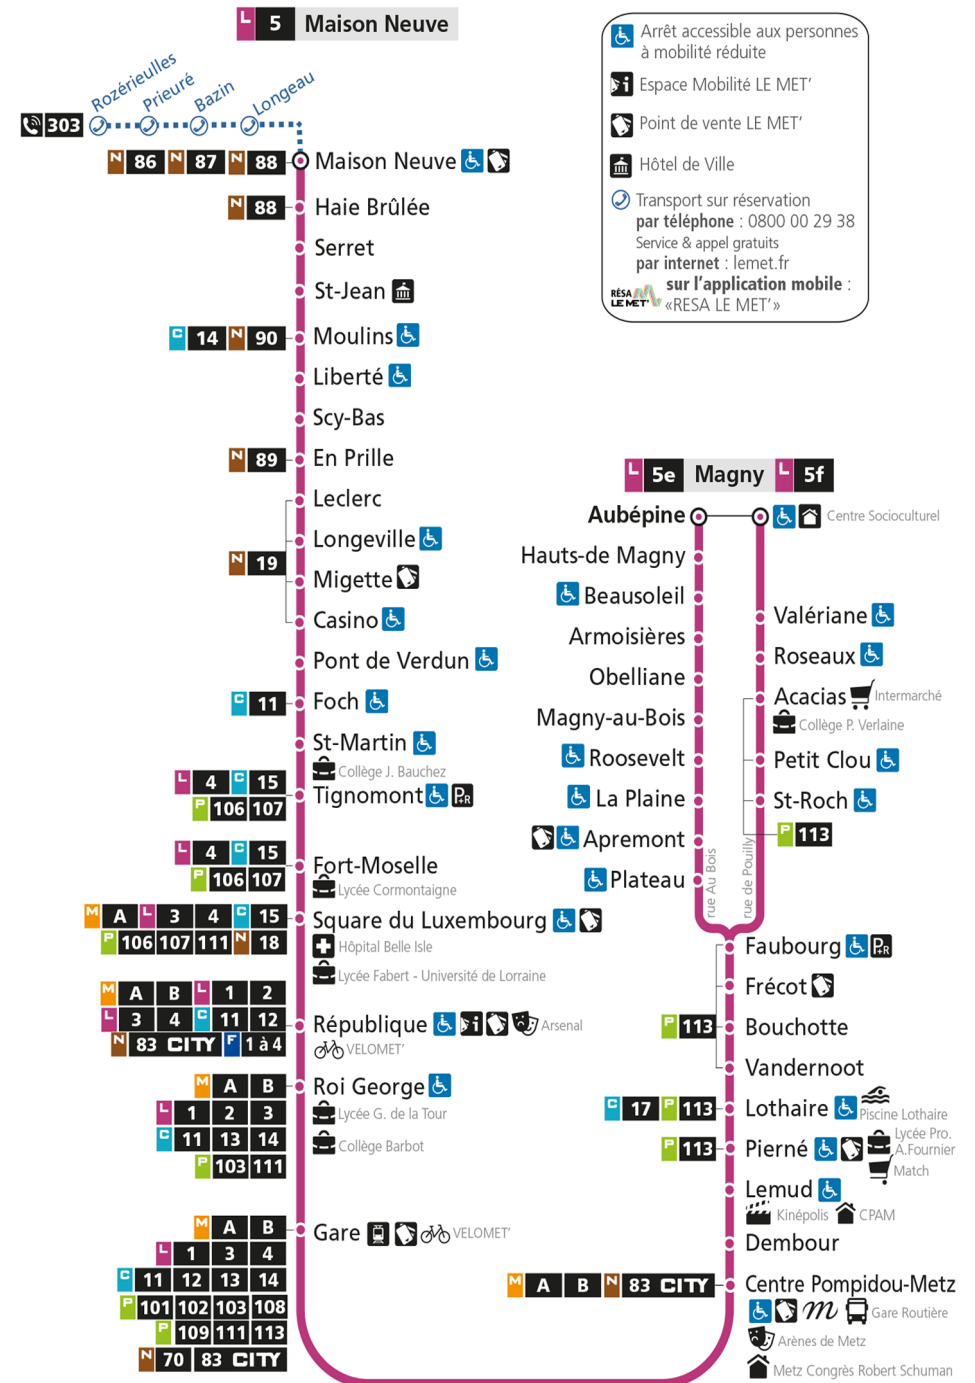 L 5 Maison Neuve
Rozérieulles
Prieuré
Bazin
Longeau
303
N 86 N 87 N 88 Maison Neuve
N 88 Haie Brûlée
Serret
St-Jean
C 14 N 90 Moulins
Liberté
Scy-Bas
N 89 En Prille
Leclerc
Longeville
N 19
Migette
Casino
Pont de Verdun
C 11 Foch
St-Martin
Collège J. Bauchez
L 4 C 15
Tignomont P+R
P 106 107
L 4 C 15
Fort-Moselle
P 106 107
Lycée Cormontaigne
M A L 3 4 C 15
Square du Luxembourg
P 106 107 111 N 18
Hôpital Belle Isle
Lycée Fabert - Université de Lorraine
M A B L 1 2
L 3 4 C 11 12
République Arsenal
N 83 CITY F 1 à 4
VELOMET'
M A B Roi George
L 1 2 3 Lycée G. de la Tour
C 11 13 14 Collège Barbot
P 103 111
M A B
Gare VELOMET'
L 1 3 4
C 11 12 13 14
P 101 102 103 108
P 109 111 113
N 70 83 CITY
Arrêt accessible aux personnes
à mobilité réduite
Espace Mobilité LE MET'
Point de vente LE MET'
Hôtel de Ville
Transport sur réservation
par téléphone : 0800 00 29 38
Service & appel gratuits
par internet : lemet.fr
RÉSA LE MET' sur l'application mobile :
«RESA LE MET'»
L 5e Magny L 5f
Aubépine Centre Socioculturel
Hauts-de Magny
Beausoleil
Armoisières
Obelliane
Magny-au-Bois
Roosevelt
La Plaine
Apremont
Plateau
rue Au Bois
Valériane
Roseaux
Acacias Intermarché
Collège P. Verlaine
Petit Clou
St-Roch
P 113
rue de Pouilly
Faubourg P+R
Frécot
P 113 Bouchotte
Vandernoot
C 17 P 113 Lothaire
Piscine Lothaire
P 113 Pierné
Lycée Pro.
A.Fournier
Match
Lemud
Kinépolis CPAM
Dembour
M A B N 83 CITY Centre Pompidou-Metz
m Gare Routière
Arènes de Metz
Metz Congrès Robert Schuman